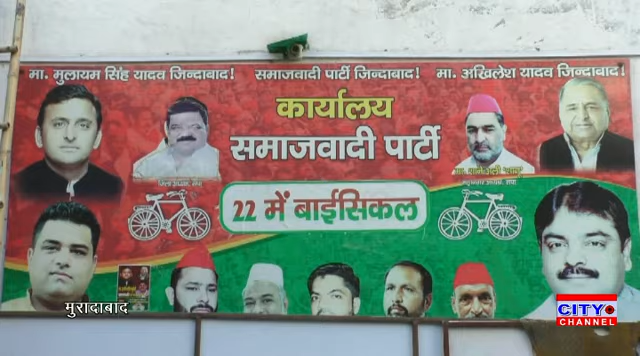 मा. मुलायम सिंह यादव ज़िन्दाबाद! समाजवादी पार्टी ज़िन्दाबाद! मा. अखिलेश यादव ज़िन्दाबाद!
कार्यालय
समाजवादी पार्टी
22 में बाईसिकल
मुरादाबाद
CITY
CHANNEL